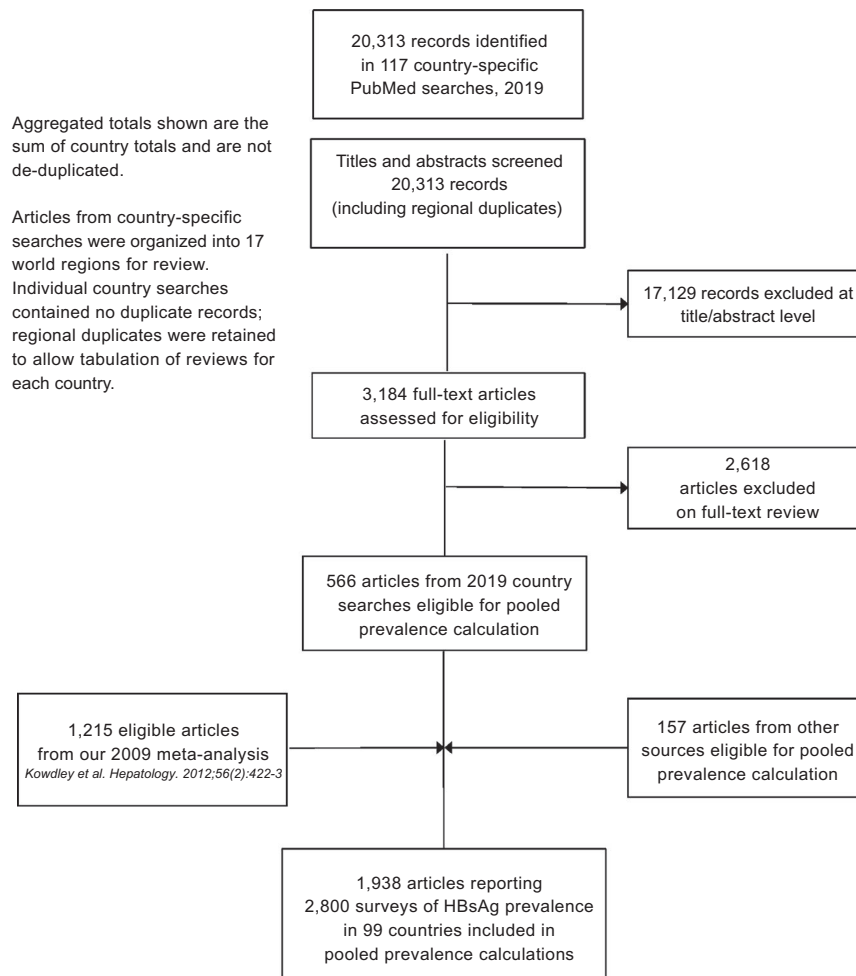 20,313 records identified
in 117 country-specific
PubMed searches, 2019
Aggregated totals shown are the
sum of country totals and are not
de-duplicated.
Articles from country-specific
searches were organized into 17
world regions for review.
Individual country searches
contained no duplicate records;
regional duplicates were retained
to allow tabulation of reviews for
each country.
Titles and abstracts screened
20,313 records
(including regional duplicates)
17,129 records excluded at
title/abstract level
3,184 full-text articles
assessed for eligibility
2,618
articles excluded
on full-text review
566 articles from 2019 country
searches eligible for pooled
prevalence calculation
1,215 eligible articles
from our 2009 meta-analysis
Kowdley et al. Hepatology. 2012;56(2):422-3
157 articles from other
sources eligible for pooled
prevalence calculation
1,938 articles reporting
2,800 surveys of HBsAg prevalence
in 99 countries included in
pooled prevalence calculations